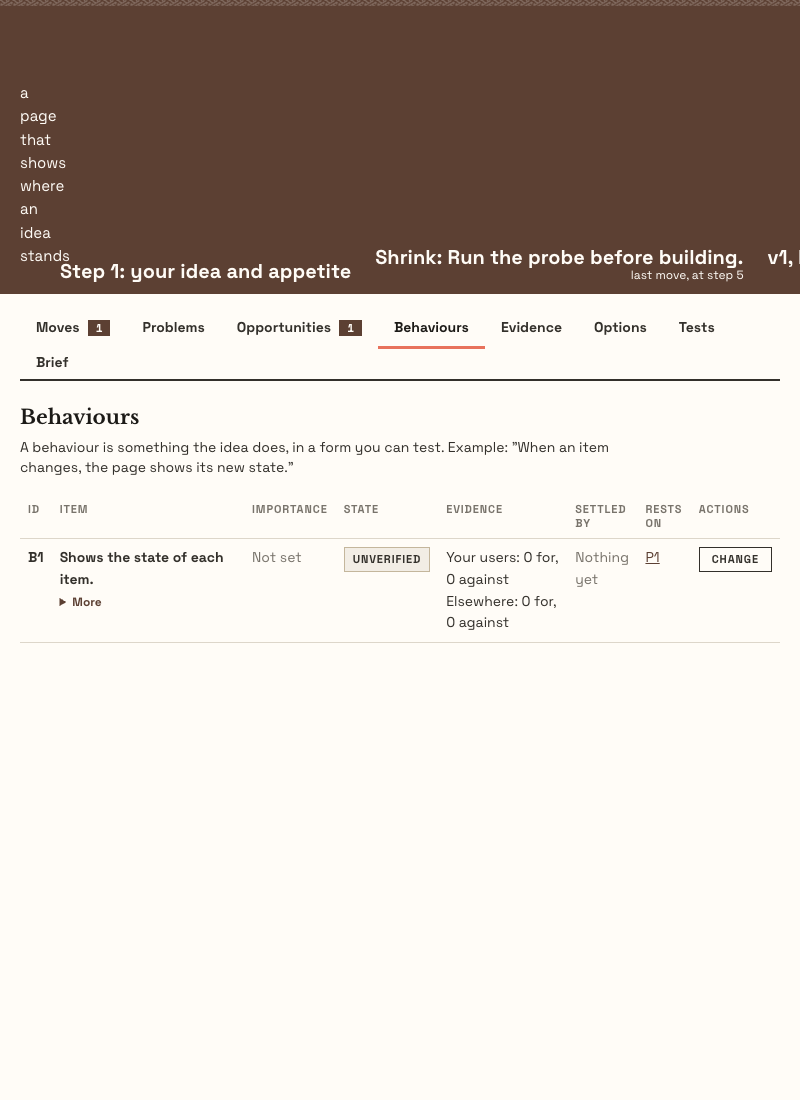 a
page
that
shows
where
an
idea
stands
Step 1: your idea and appetite
Shrink: Run the probe before building.
last move, at step 5
v1,
Moves 1 Problems Opportunities 1 Behaviours Evidence Options Tests
Brief
Behaviours
A behaviour is something the idea does, in a form you can test. Example: "When an item
changes, the page shows its new state."
ID ITEM IMPORTANCE STATE EVIDENCE SETTLED BY RESTS ON ACTIONS
B1 Shows the state of each item. Not set UNVERIFIED Your users: 0 for, 0 against Nothing yet P1 CHANGE
▶ More Elsewhere: 0 for, 0 against